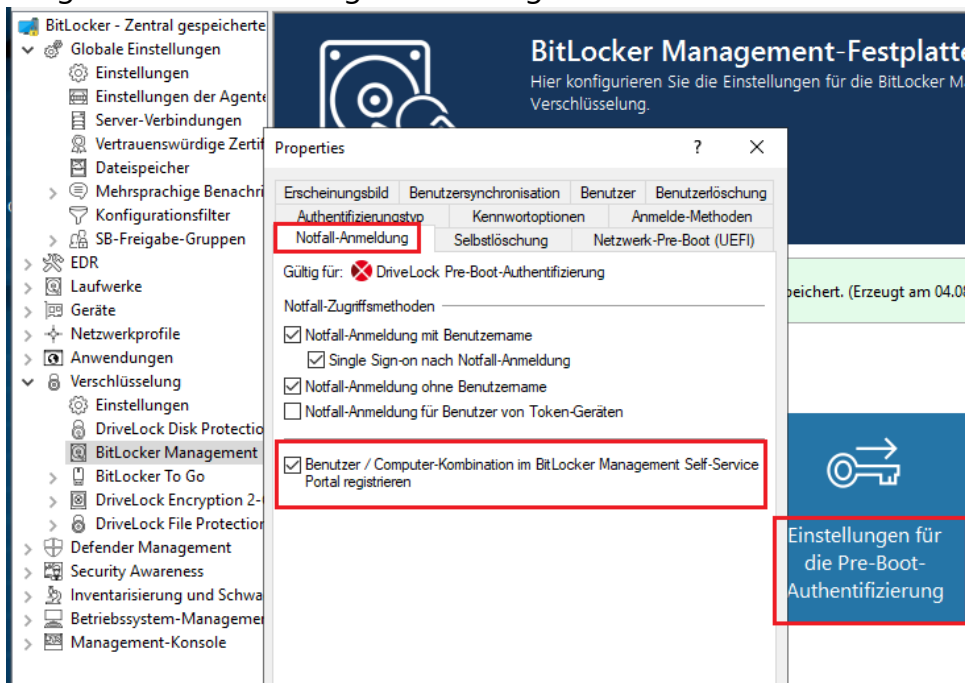 BitLocker - Zentral gespeicherte
Globale Einstellungen
Einstellungen
Einstellungen der Agente
Server-Verbindungen
Vertrauenswürdige Zertif
Dateispeicher
Mehrsprachige Benachri
Konfigurationsfilter
SB-Freigabe-Gruppen
EDR
Laufwerke
Geräte
Netzwerkprofile
Anwendungen
Verschlüsselung
Einstellungen
DriveLock Disk Protectio
BitLocker Management
BitLocker To Go
DriveLock Encryption 2-
DriveLock File Protection
Defender Management
Security Awareness
Inventarisierung und Schwa
Betriebssystem-Managemen
Management-Konsole
BitLocker Management-Festplatte
Hier konfigurieren Sie die Einstellungen für die BitLocker Ma
Verschlüsselung.
Properties ? X
Erscheinungsbild Benutzersynchronisation Benutzer Benutzerlöschung
Authentifizierungstyp Kennwortoptionen Anmelde-Methoden
Notfall-Anmeldung Selbstlöschung Netzwerk-Pre-Boot (UEFI)
Gültig für: DriveLock Pre-Boot-Authentifizierung
Notfall-Zugriffsmethoden
Notfall-Anmeldung mit Benutzername
Single Sign-on nach Notfall-Anmeldung
Notfall-Anmeldung ohne Benutzername
Notfall-Anmeldung für Benutzer von Token-Geräten
Benutzer / Computer-Kombination im BitLocker Management Self-Service
Portal registrieren
peichert. (Erzeugt am 04.08
Einstellungen für
die Pre-Boot-
Authentifizierung